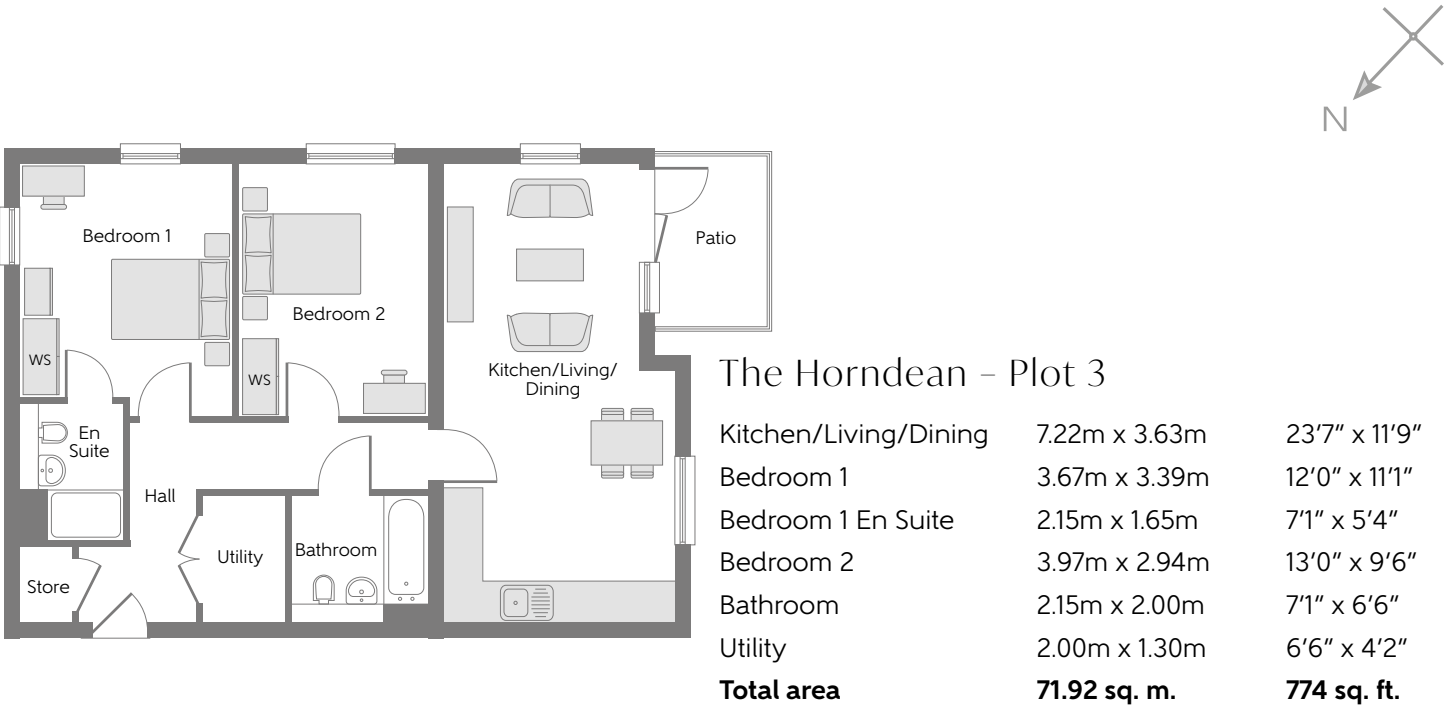 N
Bedroom 1
Patio
Bedroom 2
WS
WS
Kitchen/Living/
Dining
En
Suite
Hall
Utility
Bathroom
Store
The Horndean – Plot 3
Kitchen/Living/Dining 7.22m x 3.63m 23’7” x 11’9”
Bedroom 1 3.67m x 3.39m 12’0” x 11’1”
Bedroom 1 En Suite 2.15m x 1.65m 7’1” x 5’4”
Bedroom 2 3.97m x 2.94m 13’0” x 9’6”
Bathroom 2.15m x 2.00m 7’1” x 6’6”
Utility 2.00m x 1.30m 6’6” x 4’2”
Total area 71.92 sq. m. 774 sq. ft.